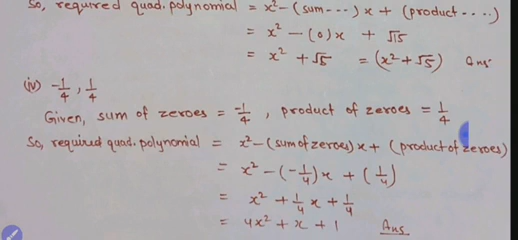 So, required quad. polynomial = x² - (sum ---) x + (product ....)
= x² - (0) x + √15
= x² + √5 = (x² + √5) Ans
(iv) -1/4, 1/4
Given, sum of zeroes = -1/4, product of zeroes = 1/4
So, required quad. polynomial = x² - (sum of zeroes) x + (product of zeroes)
= x² - (-1/4) x + (1/4)
= x² + 1/4 x + 1/4
= 4x² + x + 1 Ans